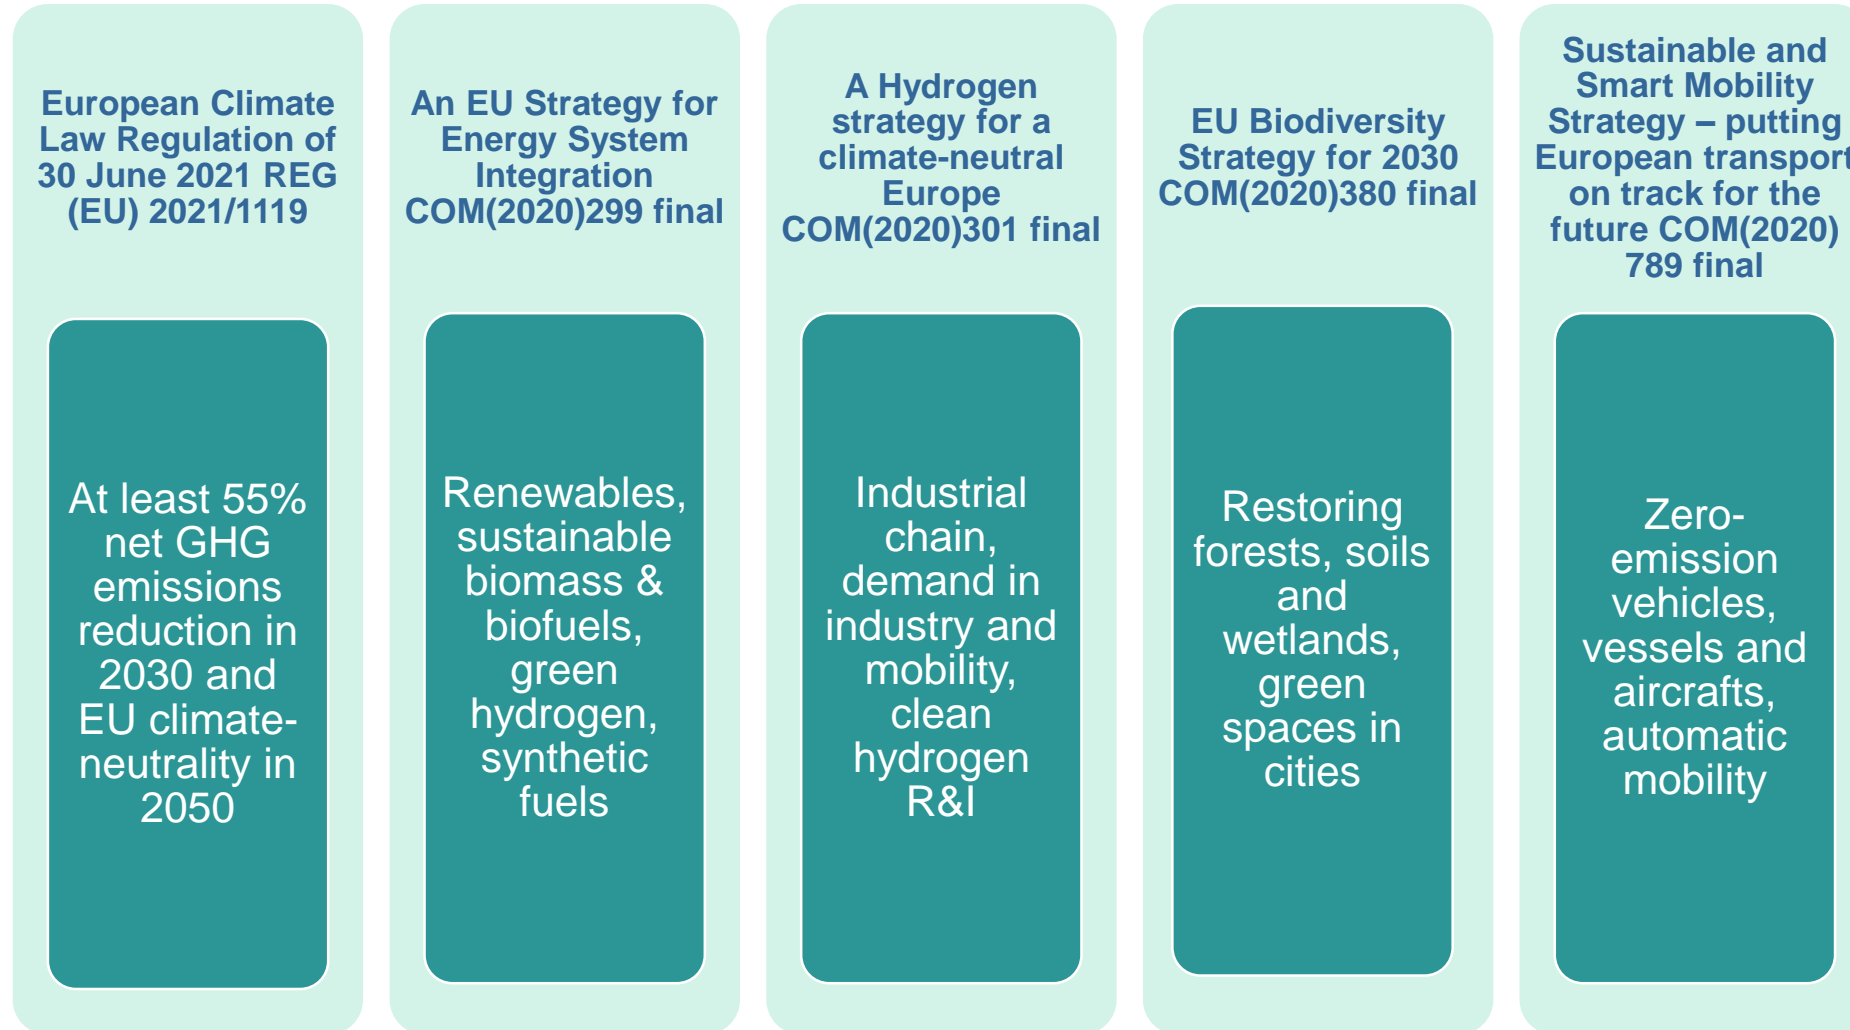 European Climate
Law Regulation of
30 June 2021 REG
(EU) 2021/1119
At least 55%
net GHG
emissions
reduction in
2030 and
EU climate-
neutrality in
2050
An EU Strategy for
Energy System
Integration
COM(2020)299 final
Renewables,
sustainable
biomass &
biofuels,
green
hydrogen,
synthetic
fuels
A Hydrogen
strategy for a
climate-neutral
Europe
COM(2020)301 final
Industrial
chain,
demand in
industry and
mobility,
clean
hydrogen
R&I
EU Biodiversity
Strategy for 2030
COM(2020)380 final
Restoring
forests, soils
and
wetlands,
green
spaces in
cities
Sustainable and
Smart Mobility
Strategy – putting
European transport
on track for the
future COM(2020)
789 final
Zero-
emission
vehicles,
vessels and
aircrafts,
automatic
mobility